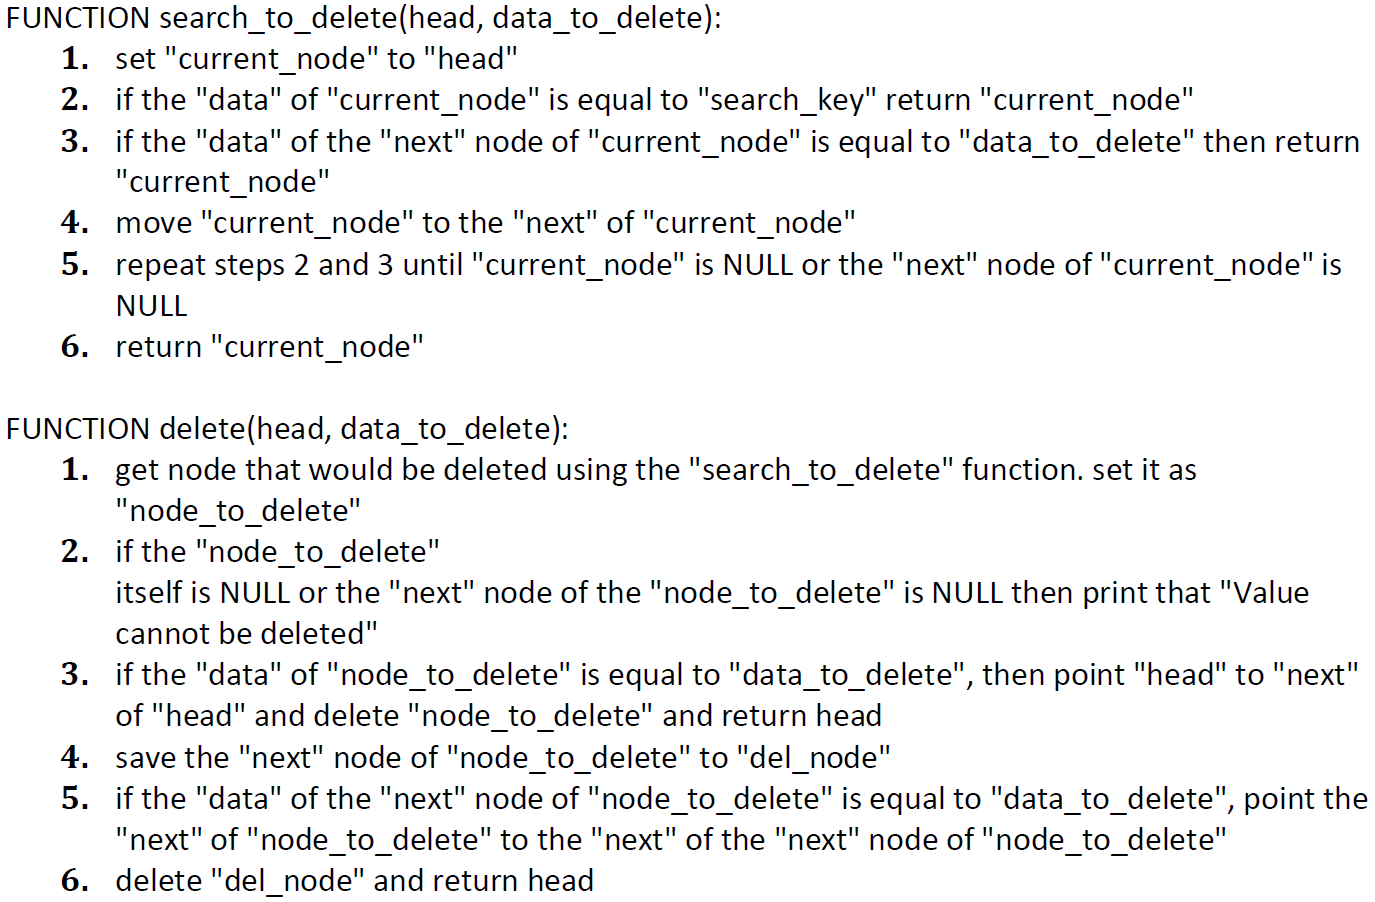 FUNCTION search_to_delete(head, data_to_delete):
1. set "current_node" to "head"
2. if the "data" of "current_node" is equal to "search_key" return "current_node"
3. if the "data" of the "next" node of "current_node" is equal to "data_to_delete" then return
"current_node"
4. move "current_node" to the "next" of "current_node"
5. repeat steps 2 and 3 until "current_node" is NULL or the "next" node of "current_node" is
NULL
6. return "current_node"
FUNCTION delete(head, data_to_delete):
1. get node that would be deleted using the "search_to_delete" function. set it as
"node_to_delete"
2. if the "node_to_delete"
itself is NULL or the "next" node of the "node_to_delete" is NULL then print that "Value
cannot be deleted"
3. if the "data" of "node_to_delete" is equal to "data_to_delete", then point "head" to "next"
of "head" and delete "node_to_delete" and return head
4. save the "next" node of "node_to_delete" to "del_node"
5. if the "data" of the "next" node of "node_to_delete" is equal to "data_to_delete", point the
"next" of "node_to_delete" to the "next" of the "next" node of "node_to_delete"
6. delete "del_node" and return head